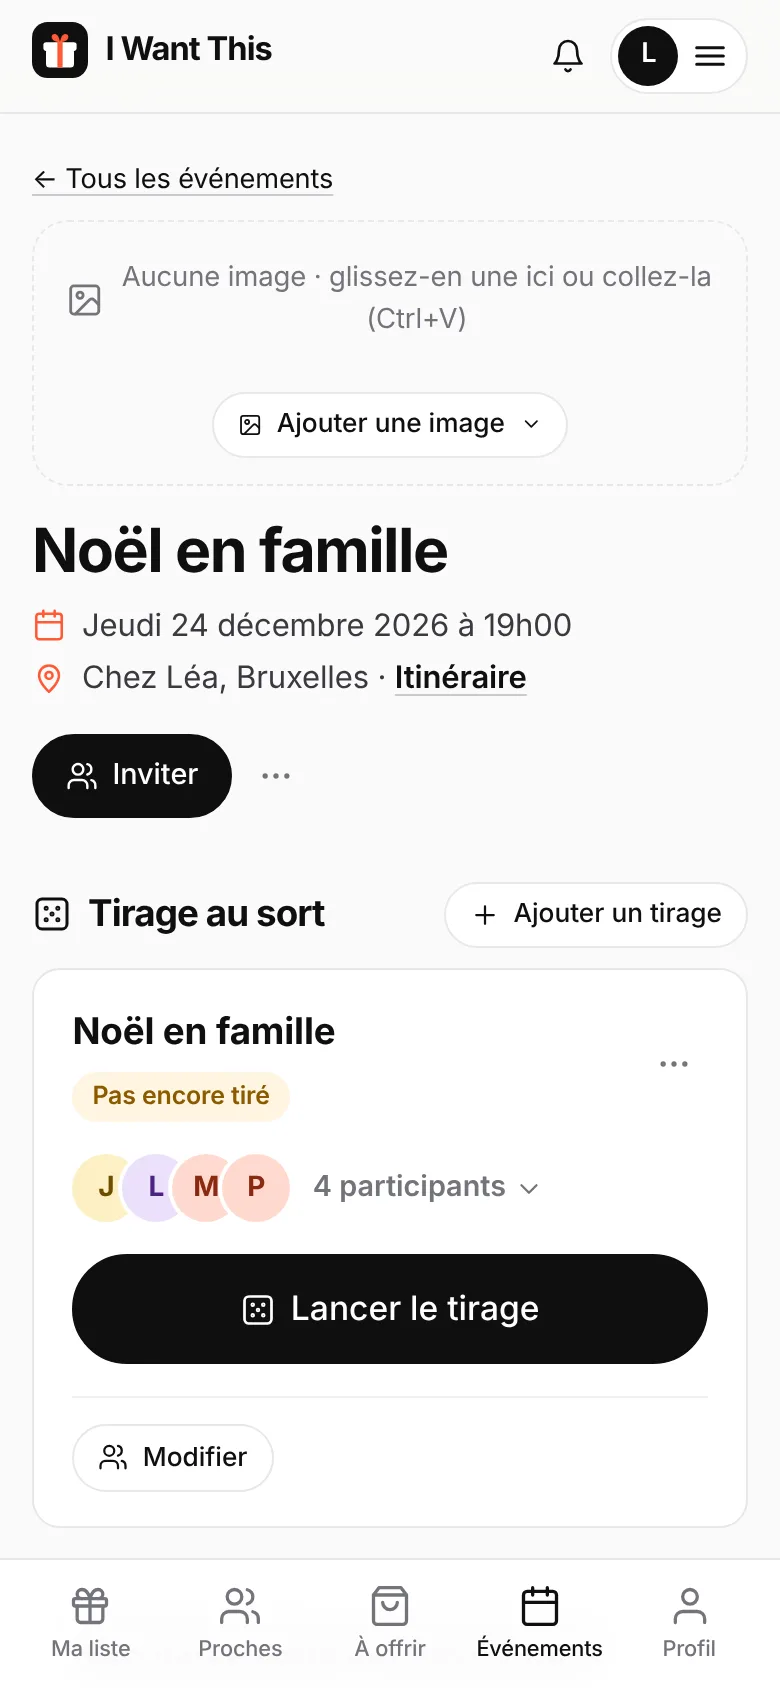 I Want This
L
← Tous les événements
Aucune image · glissez-en une ici ou collez-la
(Ctrl+V)
Ajouter une image
Noël en famille
Jeudi 24 décembre 2026 à 19h00
Chez Léa, Bruxelles · Itinéraire
Inviter
Tirage au sort
+ Ajouter un tirage
Noël en famille
Pas encore tiré
J L M P 4 participants
Lancer le tirage
Modifier
Ma liste
Proches
À offrir
Événements
Profil